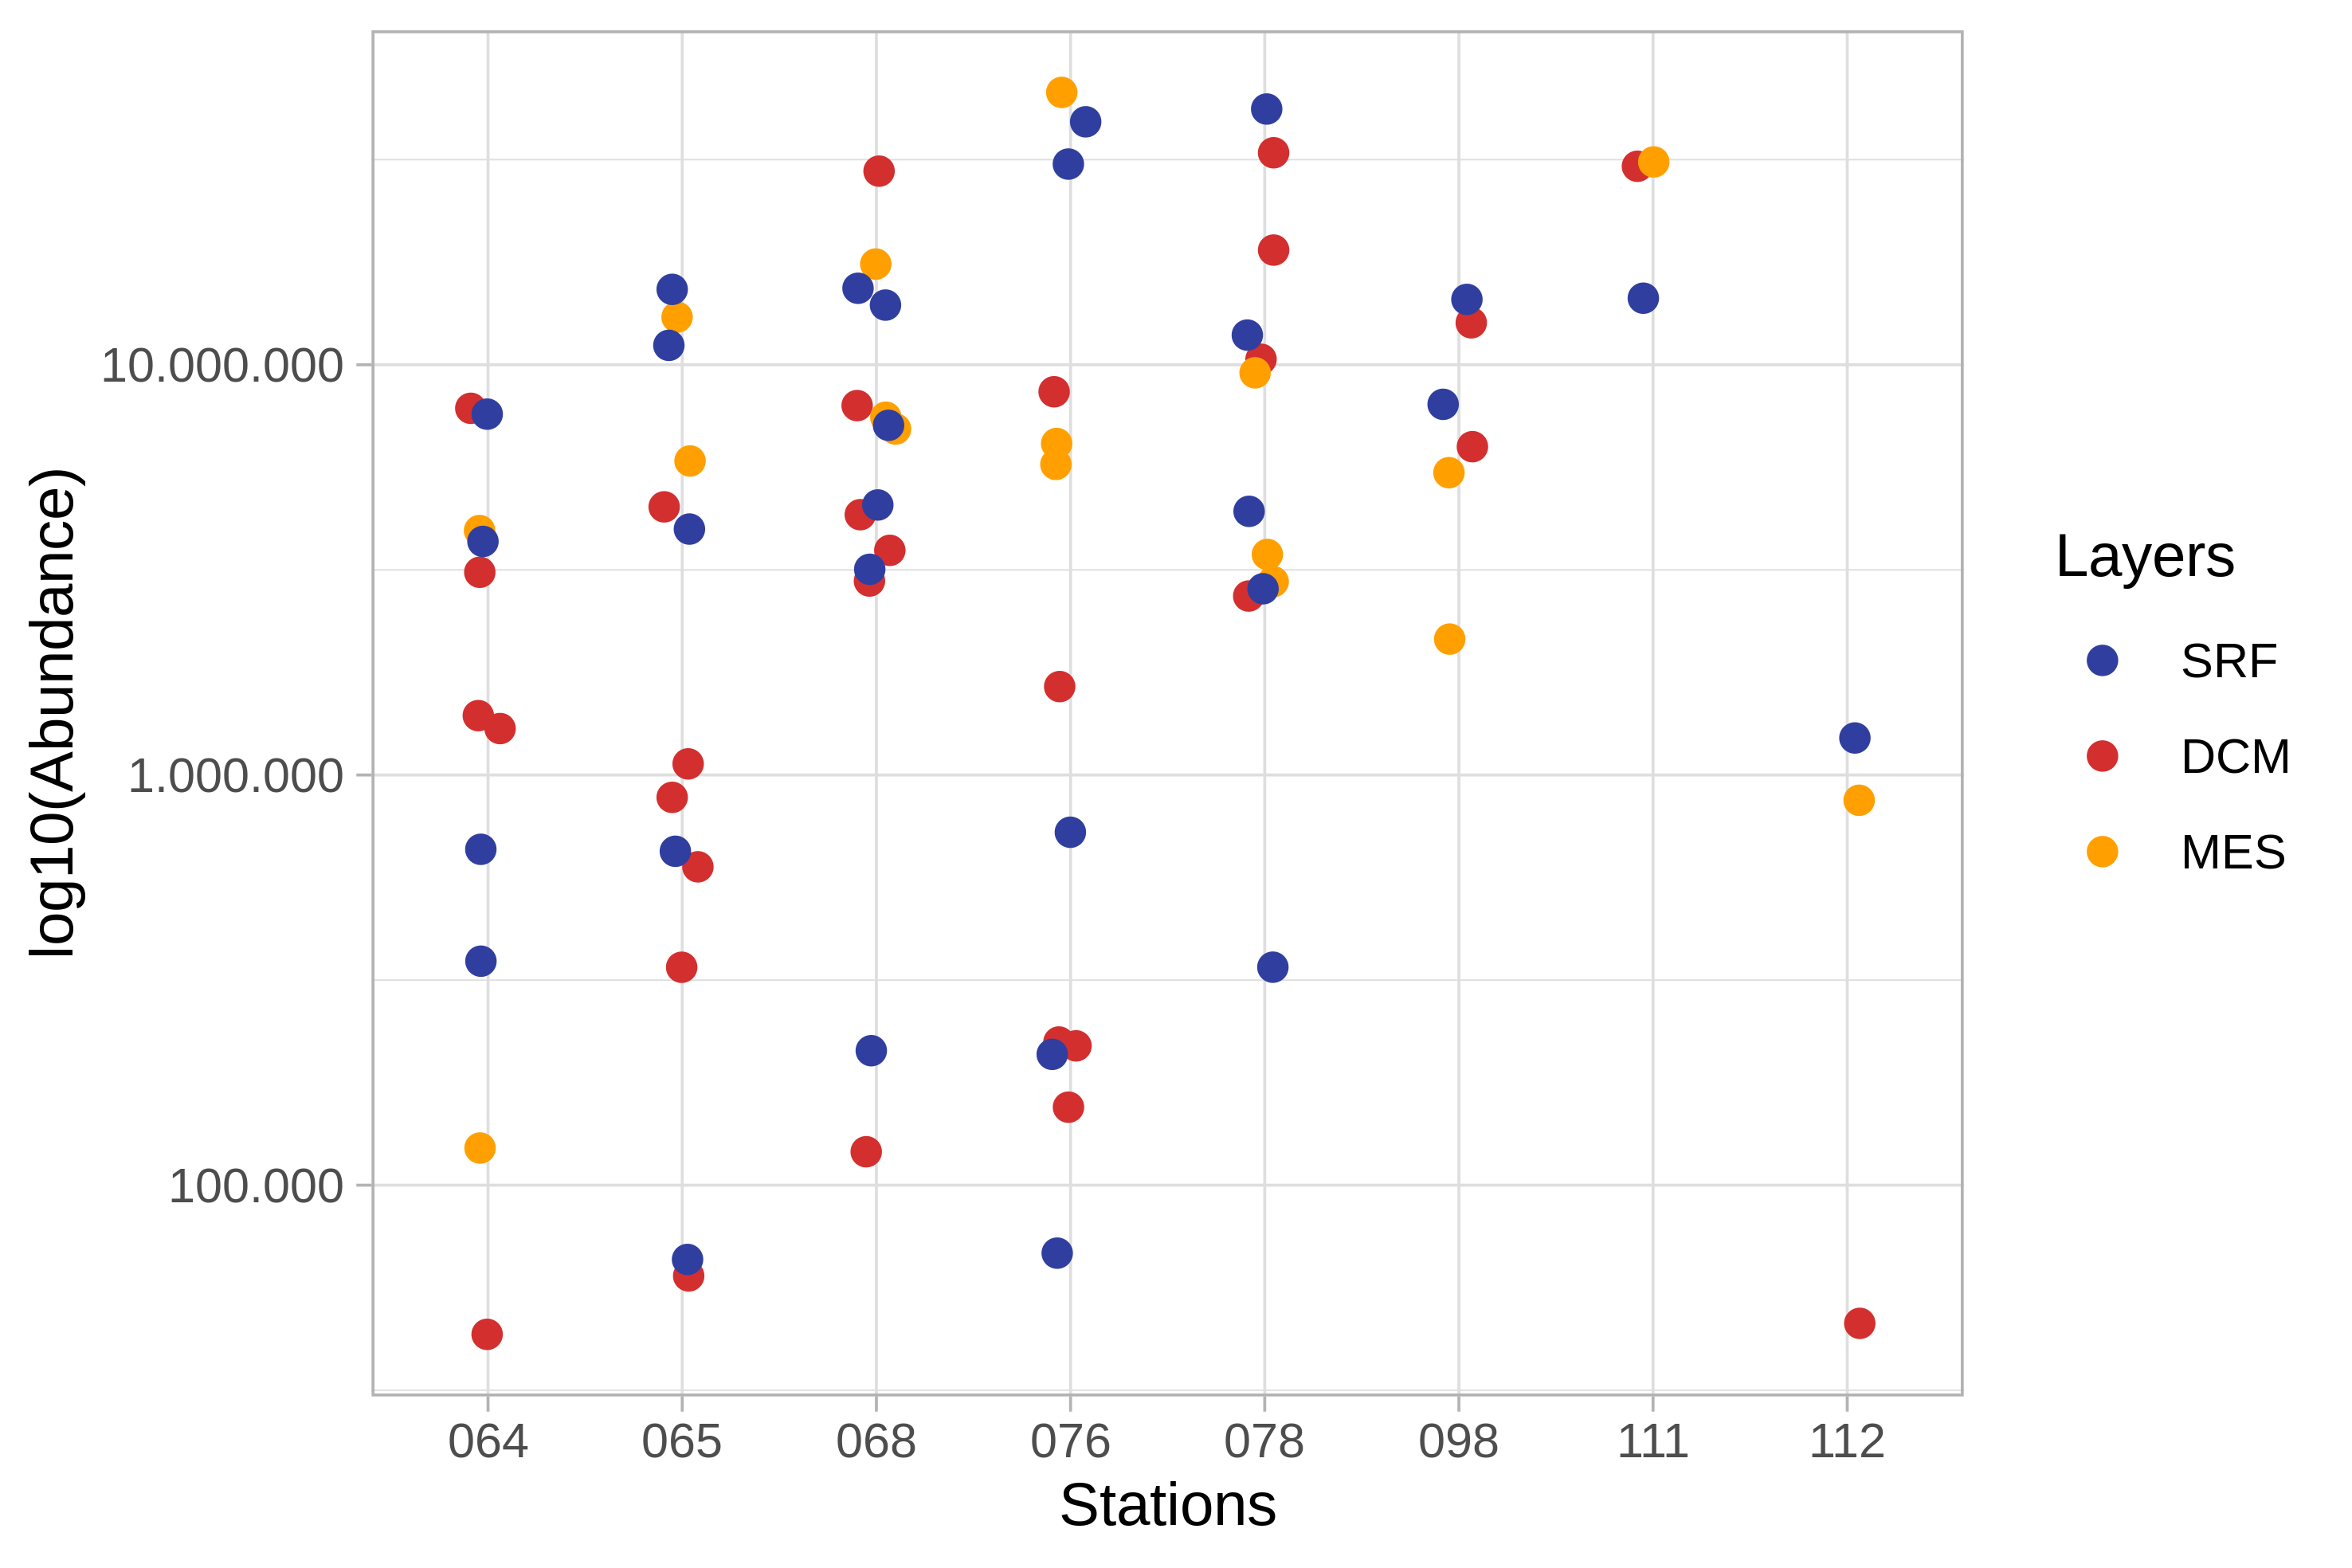 log10(Abundance)
10.000.000
1.000.000
100.000
064 065 068 076 078 098 111 112
Stations
Layers
SRF
DCM
MES